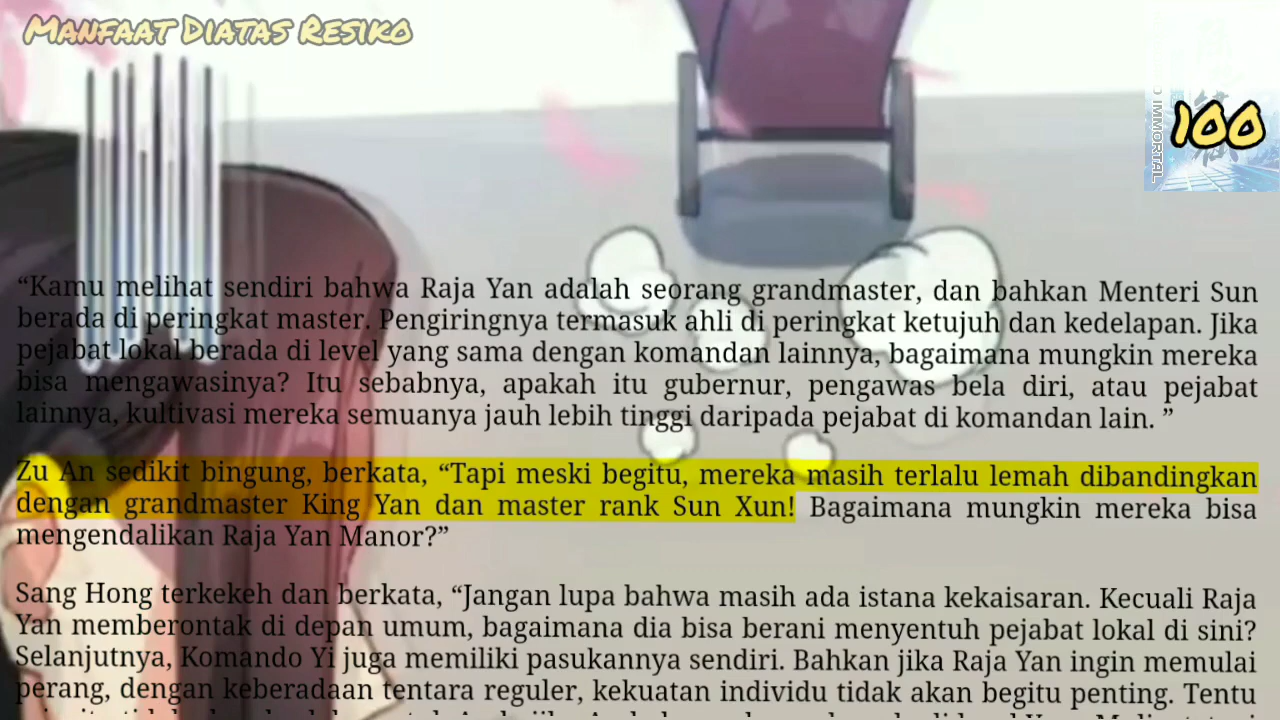 Manfaat Diatas Resiko
100
O IMMORTAL
“Kamu melihat sendiri bahwa Raja Yan adalah seorang grandmaster, dan bahkan Menteri Sun
berada di peringkat master. Pengiringnya termasuk ahli di peringkat ketujuh dan kedelapan. Jika
pejabat lokal berada di level yang sama dengan komandan lainnya, bagaimana mungkin mereka
bisa mengawasinya? Itu sebabnya, apakah itu gubernur, pengawas bela diri, atau pejabat
lainnya, kultivasi mereka semuanya jauh lebih tinggi daripada pejabat di komandan lain. ”
Zu An sedikit bingung, berkata, “Tapi meski begitu, mereka masih terlalu lemah dibandingkan
dengan grandmaster King Yan dan master rank Sun Xun! Bagaimana mungkin mereka bisa
mengendalikan Raja Yan Manor?”
Sang Hong terkekeh dan berkata, “Jangan lupa bahwa masih ada istana kekaisaran. Kecuali Raja
Yan memberontak di depan umum, bagaimana dia bisa berani menyentuh pejabat lokal di sini?
Selanjutnya, Komando Yi juga memiliki pasukannya sendiri. Bahkan jika Raja Yan ingin memulai
perang, dengan keberadaan tentara reguler, kekuatan individu tidak akan begitu penting. Tentu